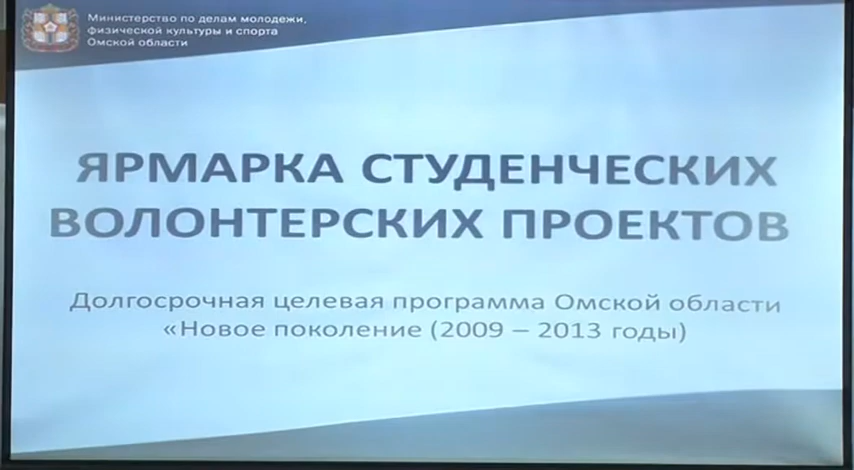 Министерство по делам молодежи,
Физической культуры и спорта
Омской области
ЯРМАРКА СТУДЕНЧЕСКИХ
ВОЛОНТЕРСКИХ ПРОЕКТОВ
Долгосрочная целевая программа Омской области
«Новое поколение (2009 – 2013 годы)